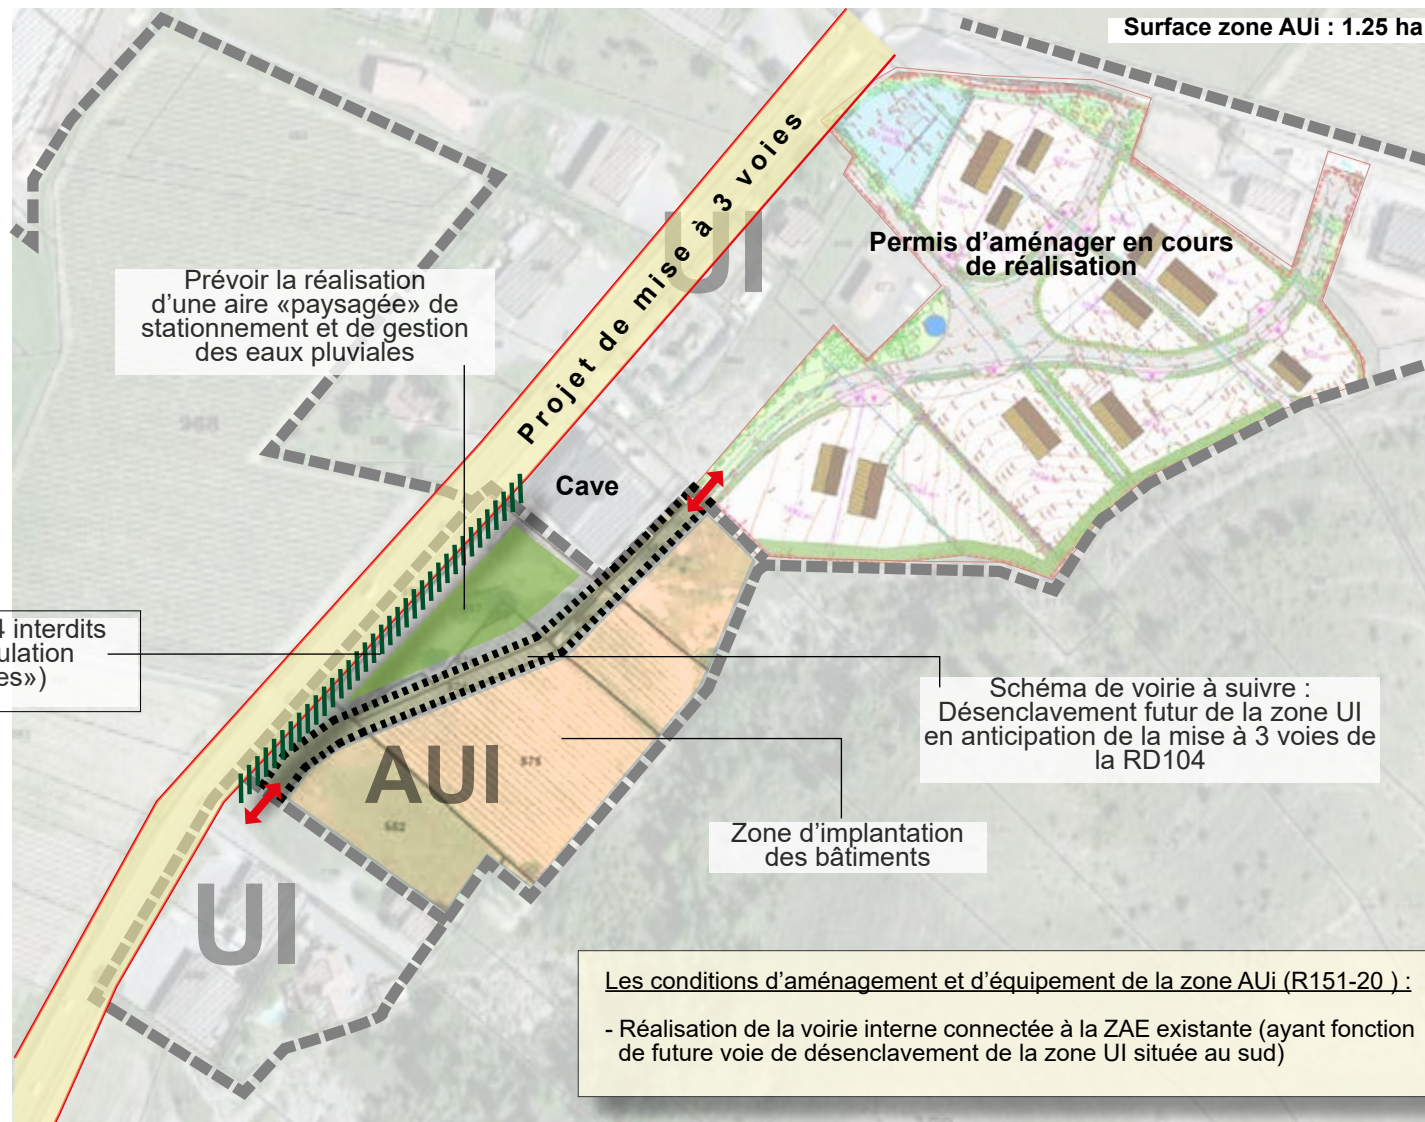 Surface zone AUi : 1.25 ha
Projet de mise à 3 voies
UI
Permis d’aménager en cours
de réalisation
Prévoir la réalisation
d’une aire «paysagée» de
stationnement et de gestion
des eaux pluviales
968
Cave
4 interdits
ulation
es»)
Schéma de voirie à suivre :
Désenclavement futur de la zone UI
en anticipation de la mise à 3 voies de
la RD104
AUI
575
552
Zone d’implantation
des bâtiments
UI
Les conditions d’aménagement et d’équipement de la zone AUi (R151-20 ) :
- Réalisation de la voirie interne connectée à la ZAE existante (ayant fonction
de future voie de désenclavement de la zone UI située au sud)